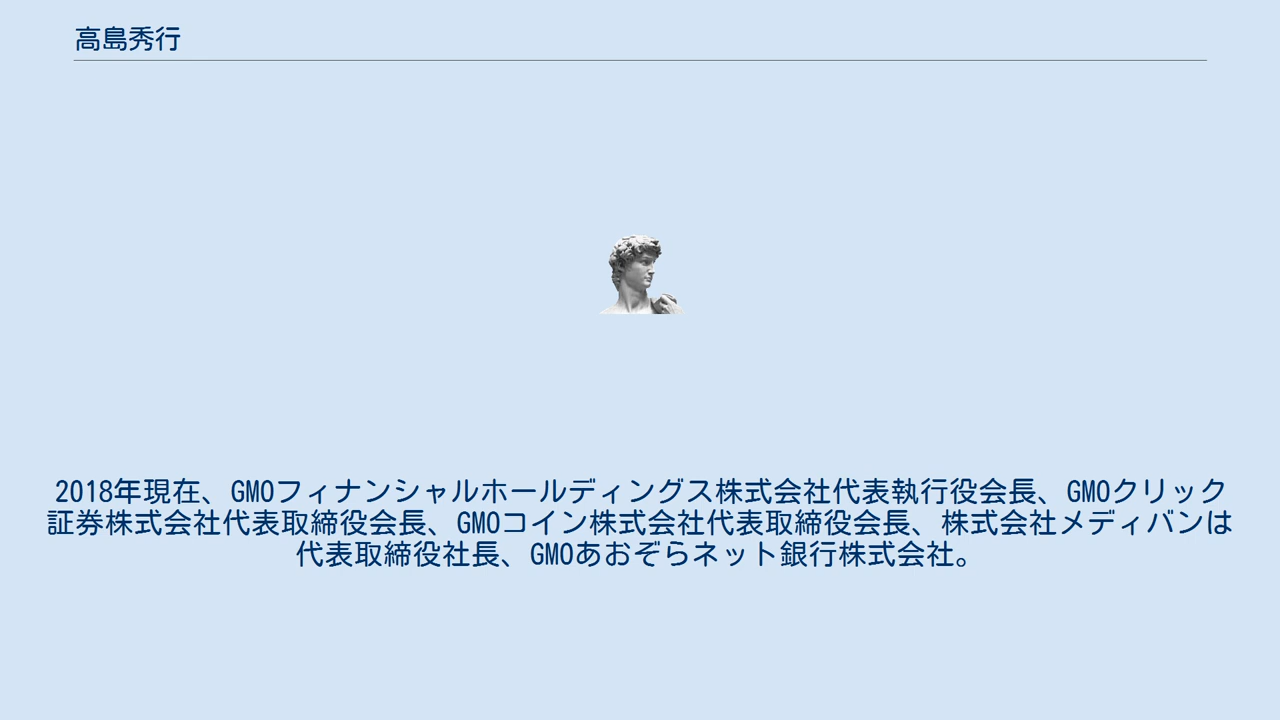 高島秀行
2018年現在、GMOフィナンシャルホールディングス株式会社代表執行役会長、GMOクリック
証券株式会社代表取締役会長、GMOコイン株式会社代表取締役会長、株式会社メディバンは
代表取締役社長、GMOあおぞらネット銀行株式会社。